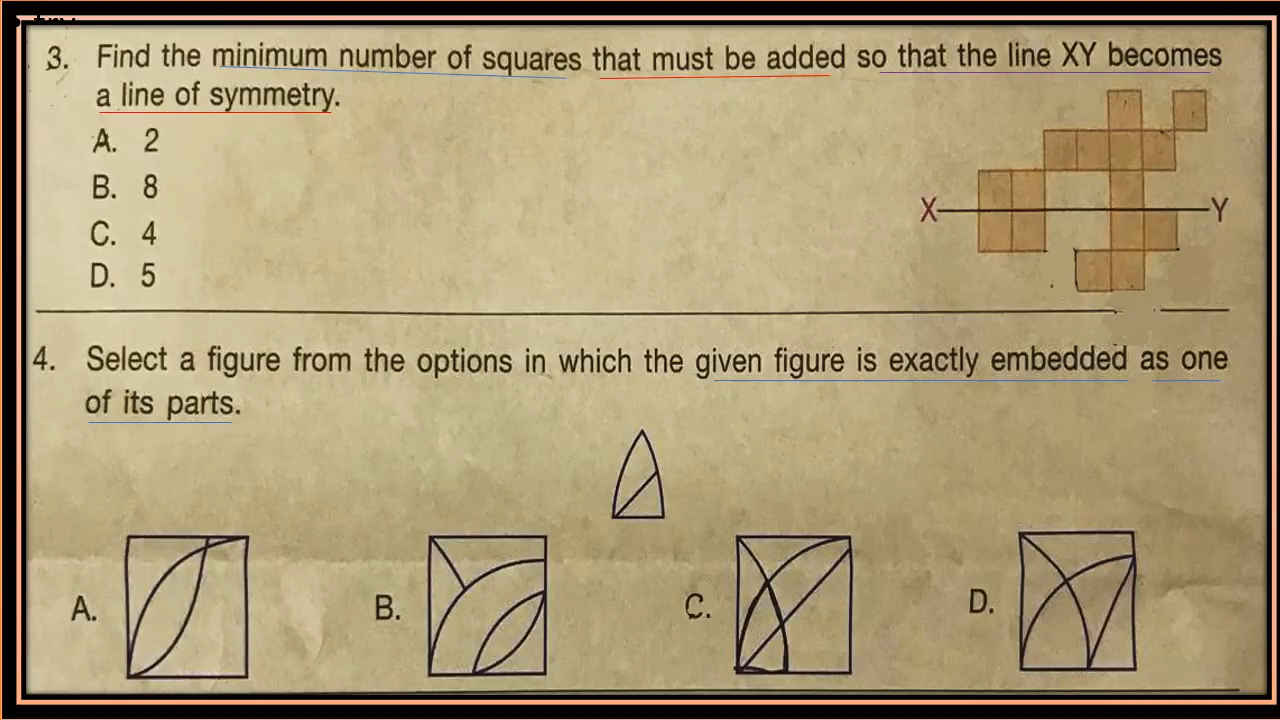 3. Find the minimum number of squares that must be added so that the line XY becomes
a line of symmetry.
A. 2
B. 8
C. 4
D. 5
X Y
4. Select a figure from the options in which the given figure is exactly embedded as one
of its parts.
A. B. C. D.